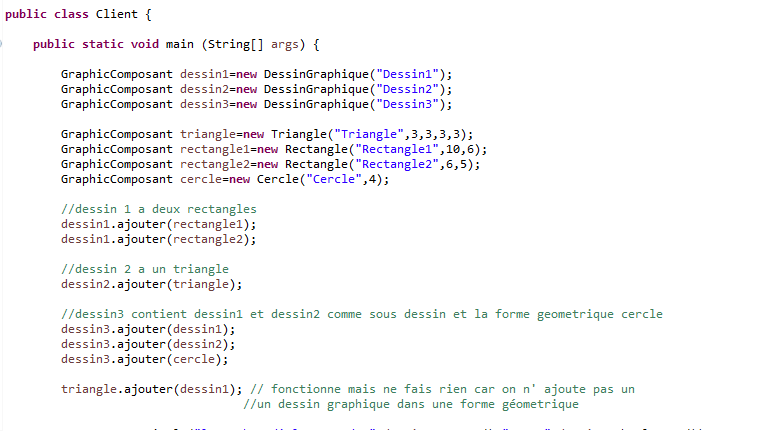 public class Client {
public static void main (String[] args) {
GraphicComposant dessin1=new DessinGraphique("Dessin1");
GraphicComposant dessin2=new DessinGraphique("Dessin2");
GraphicComposant dessin3=new DessinGraphique("Dessin3");
GraphicComposant triangle=new Triangle("Triangle",3,3,3,3);
GraphicComposant rectangle1=new Rectangle("Rectangle1",10,6);
GraphicComposant rectangle2=new Rectangle("Rectangle2",6,5);
GraphicComposant cercle=new Cercle("Cercle",4);
//dessin 1 a deux rectangles
dessin1.ajouter(rectangle1);
dessin1.ajouter(rectangle2);
//dessin 2 a un triangle
dessin2.ajouter(triangle);
//dessin3 contient dessin1 et dessin2 comme sous dessin et la forme geometrique cercle
dessin3.ajouter(dessin1);
dessin3.ajouter(dessin2);
dessin3.ajouter(cercle);
triangle.ajouter(dessin1); // fonctionne mais ne fais rien car on n' ajoute pas un
//un dessin graphique dans une forme géometrique